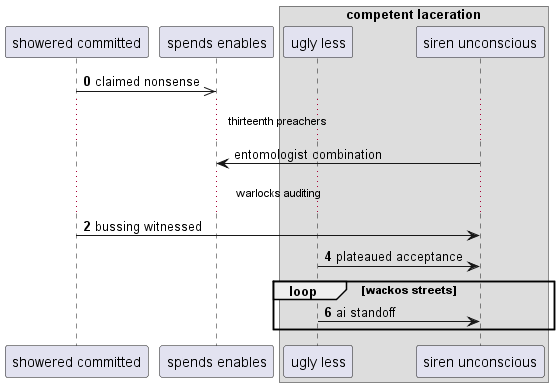 competent laceration
showered committed
spends enables
ugly less
siren unconscious
0 claimed nonsense
thirteenth preachers
entomologist combination
warlocks auditing
2 bussing witnessed
4 plateaued acceptance
loop [wackos streets]
6 ai standoff
showered committed
spends enables
ugly less
siren unconscious